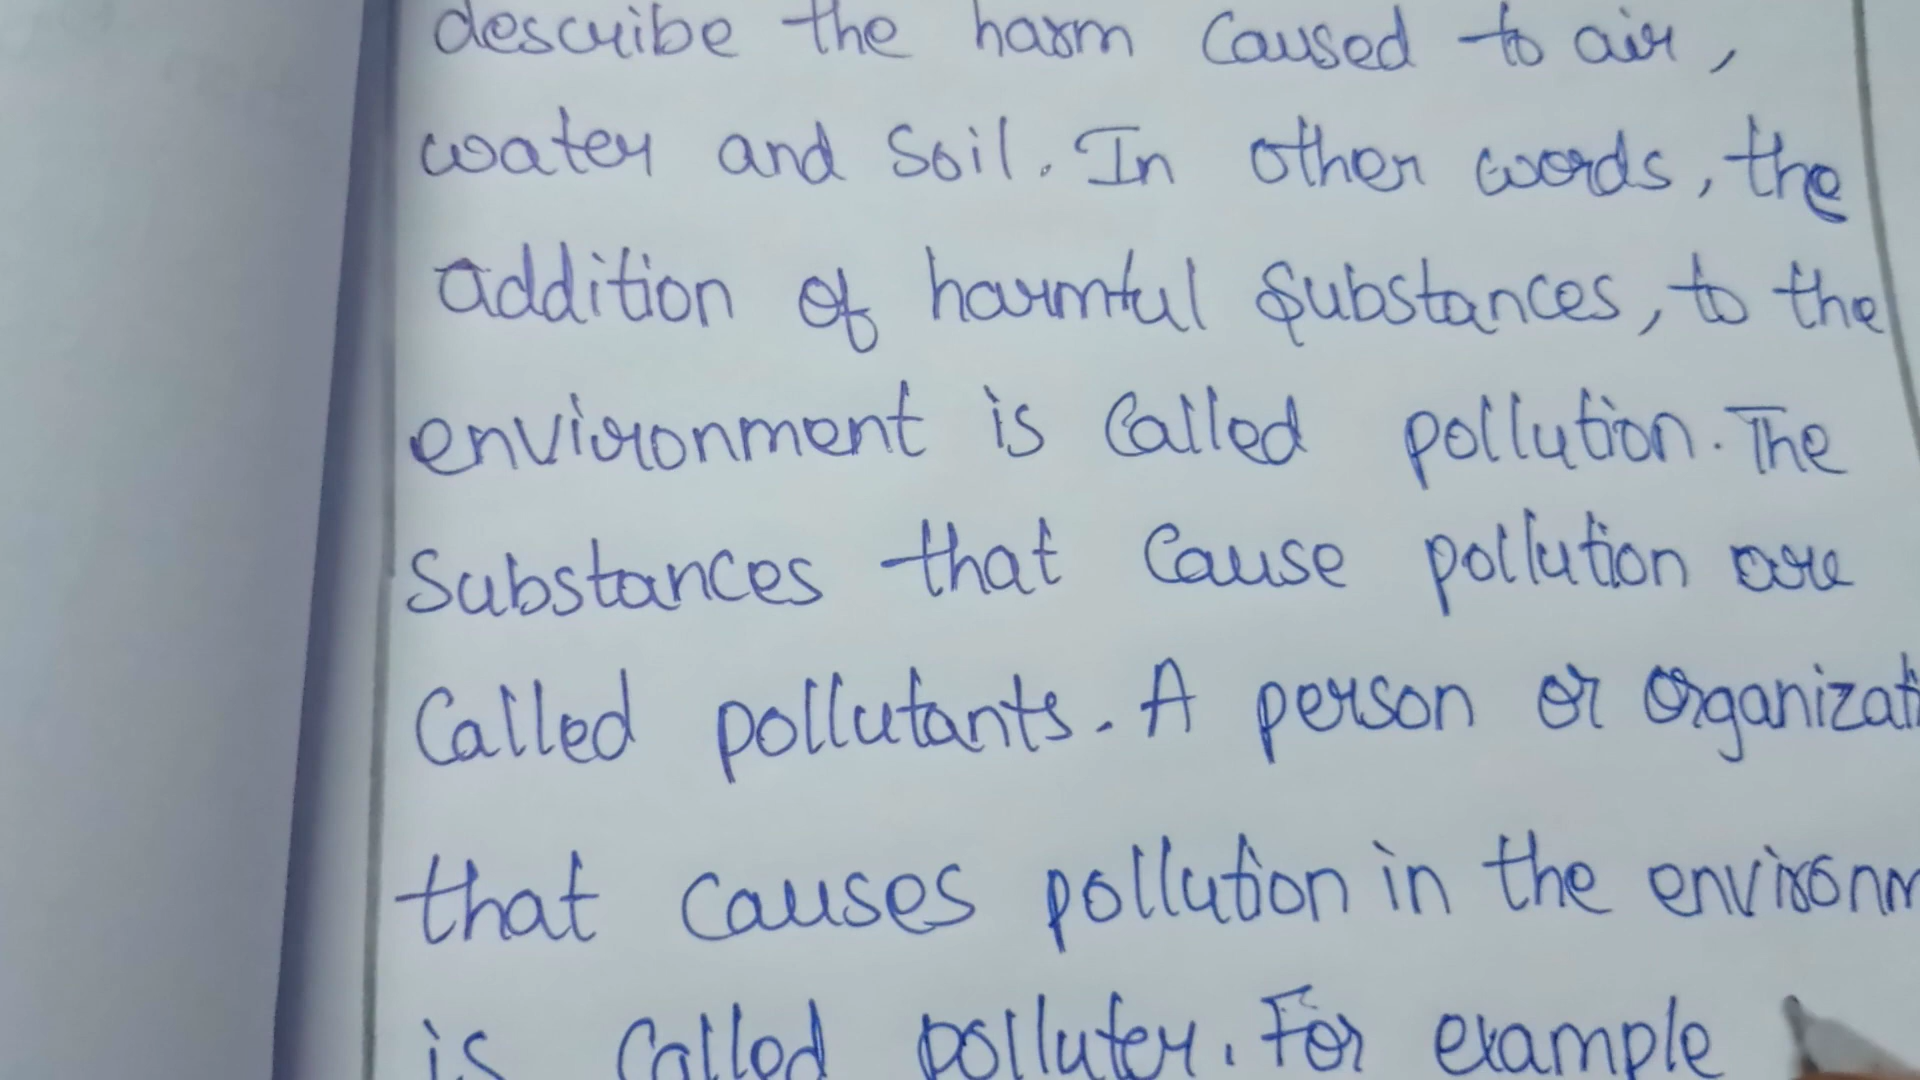 describe the harm caused to air,
water and soil. In other words, the
addition of harmful substances, to the
environment is called pollution. The
Substances that cause pollution are
Called pollutants. A person or organizati
that causes pollution in the environm
is called polluter. For example